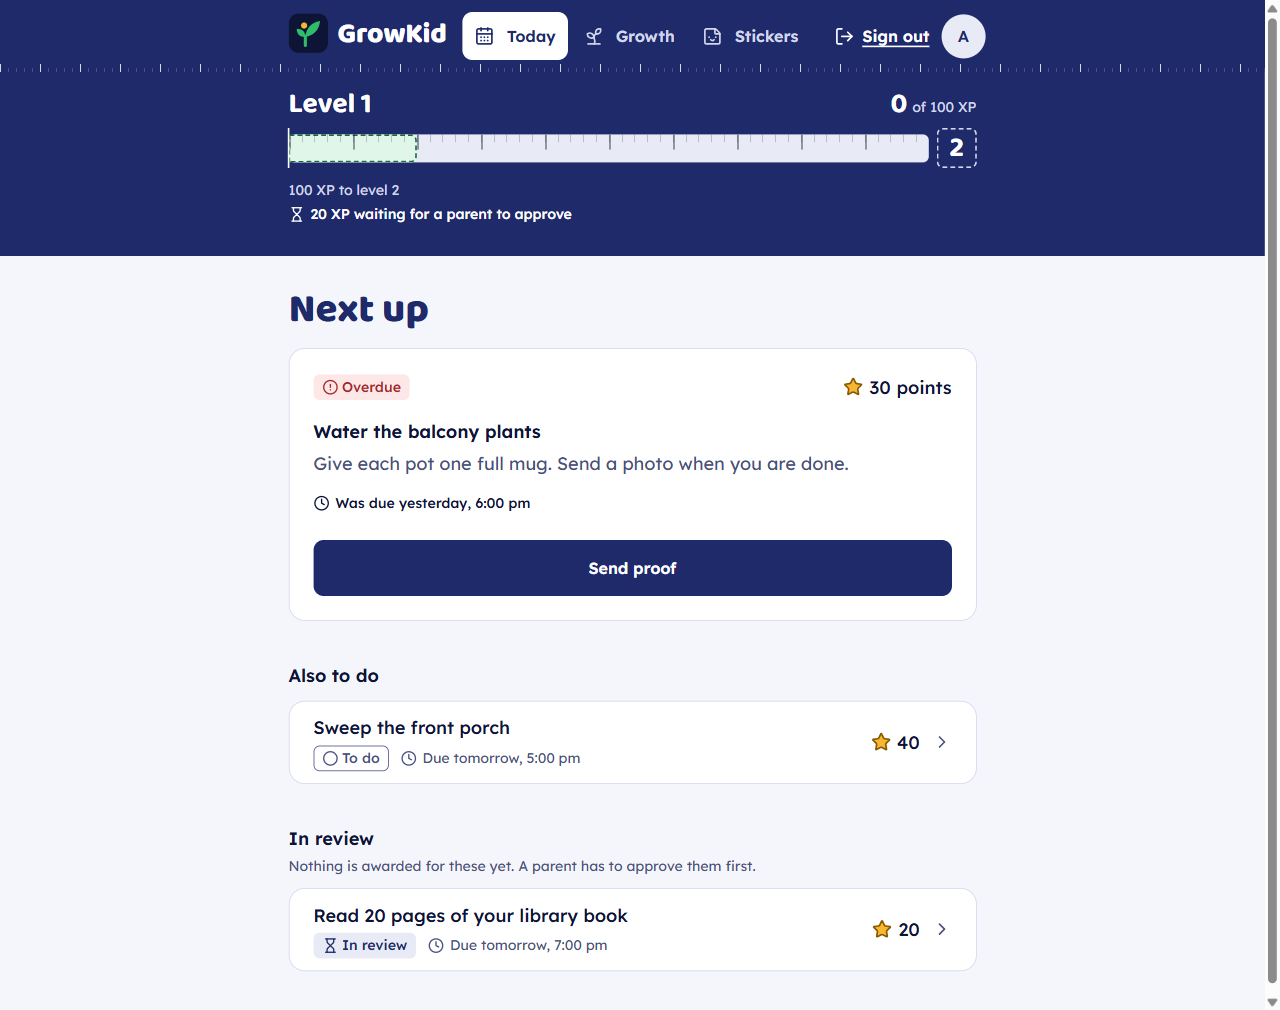 GrowKid
Today
Growth
Stickers
Sign out
A
Level 1
0 of 100 XP
2
100 XP to level 2
20 XP waiting for a parent to approve
Next up
Overdue
30 points
Water the balcony plants
Give each pot one full mug. Send a photo when you are done.
Was due yesterday, 6:00 pm
Send proof
Also to do
Sweep the front porch
To do
Due tomorrow, 5:00 pm
40
In review
Nothing is awarded for these yet. A parent has to approve them first.
Read 20 pages of your library book
In review
Due tomorrow, 7:00 pm
20